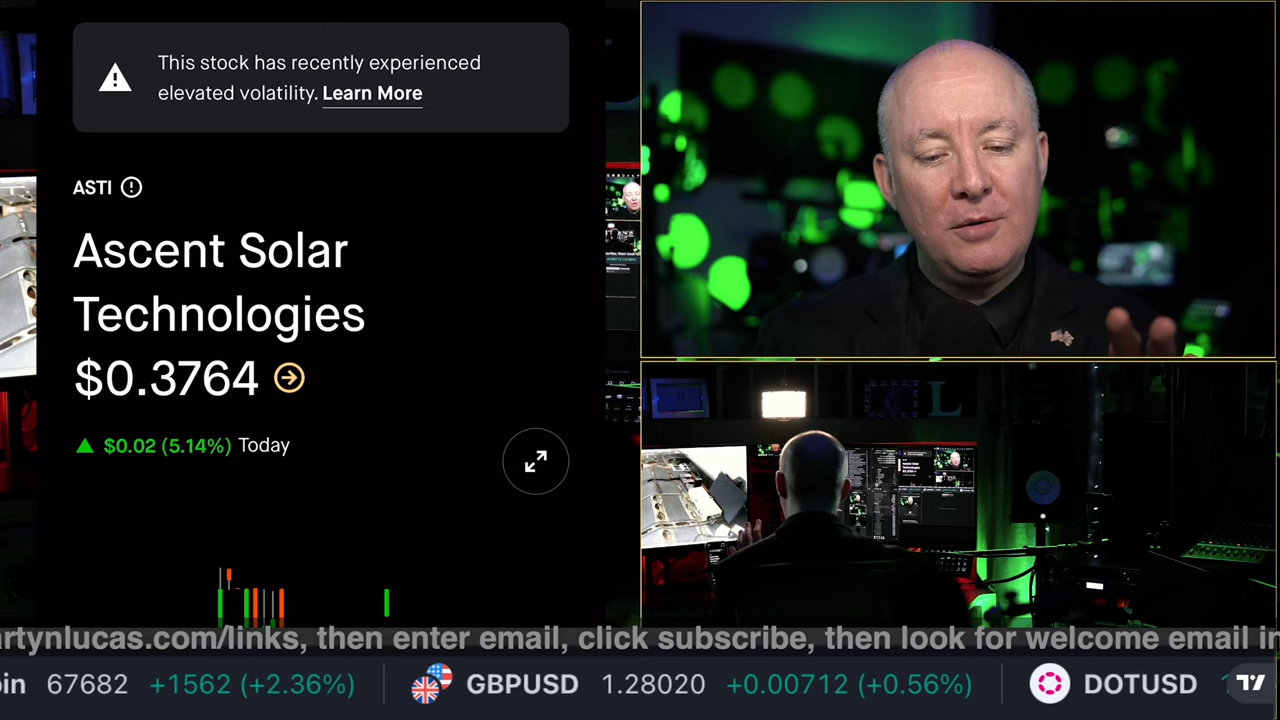 This stock has recently experienced
elevated volatility. Learn More
ASTI
Ascent Solar
Technologies
$0.3764
$0.02 (5.14%) Today
L
artynlucas.com/links, then enter email, click subscribe, then look for welcome email in
in 67682 +1562 (+2.36%) GBPUSD 1.28020 +0.00712 (+0.56%) DOTUSD